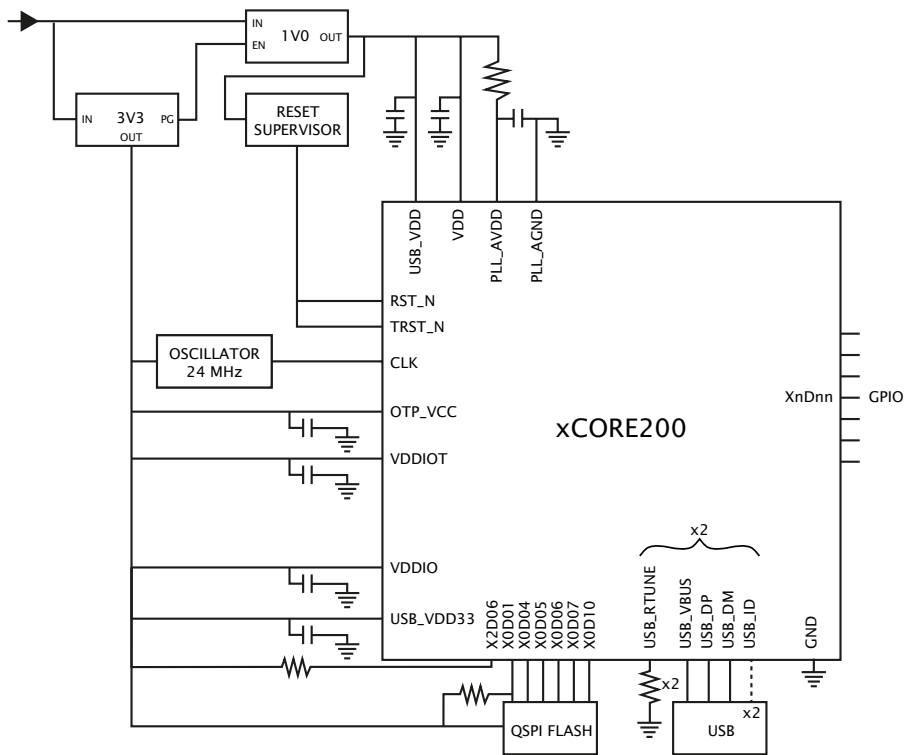 IN
1V0
OUT
EN
IN
3V3
PG
OUT
RESET
SUPERVISOR
USB_VDD
VDD
PLL_AVDD
PLL_AGND
RST_N
TRST_N
OSCILLATOR
24 MHz
CLK
OTP_VCC
XnDnn
GPIO
xCORE200
VDDIOT
x2
VDDIO
USB_VDD33
X2D06
X0D01
X0D04
X0D05
X0D06
X0D07
X0D10
USB_RTUNE
USB_VBUS
USB_DP
USB_DM
USB_ID
GND
x2
QSPI FLASH
x2
USB